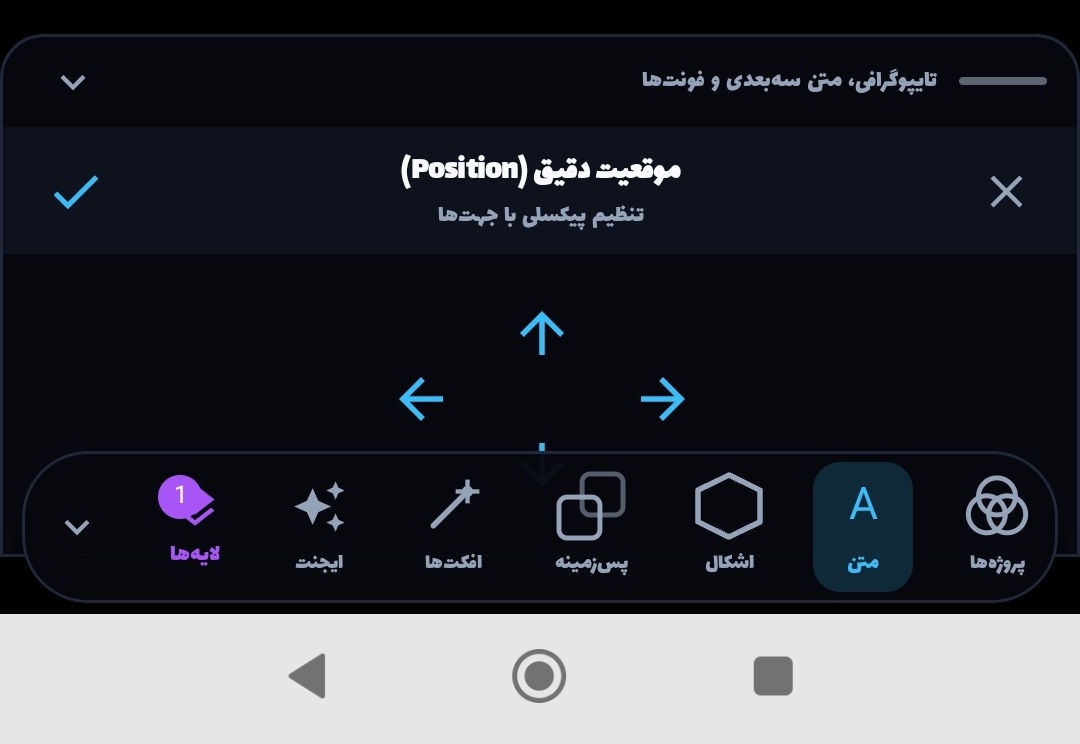 تایپوگرافی، متن سه‌بعدی و فونت‌ها
موقعیت دقیق (Position)
تنظیم پیکسلی با جهت‌ها
پروژه‌ها
A
متن
اشکال
پس‌زمینه
افکت‌ها
ایجنت
1
لایه‌ها